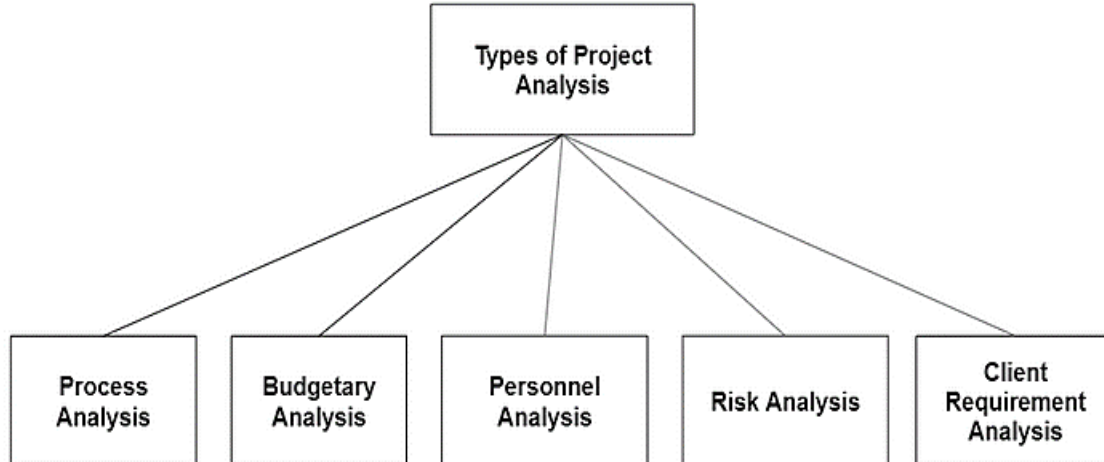 Types of Project
Analysis
Process
Analysis
Budgetary
Analysis
Personnel
Analysis
Risk Analysis
Client
Requirement
Analysis